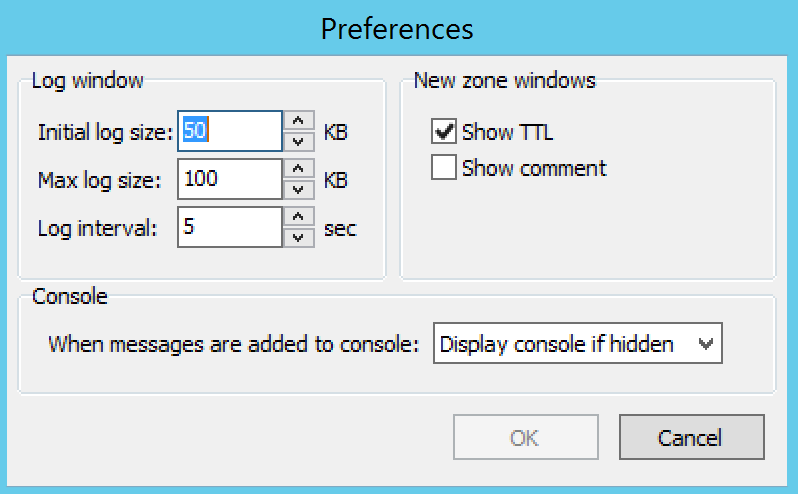 Preferences
Log window
Initial log size: 50 KB
Max log size: 100 KB
Log interval: 5 sec
New zone windows
Show TTL
Show comment
Console
When messages are added to console: Display console if hidden
OK Cancel